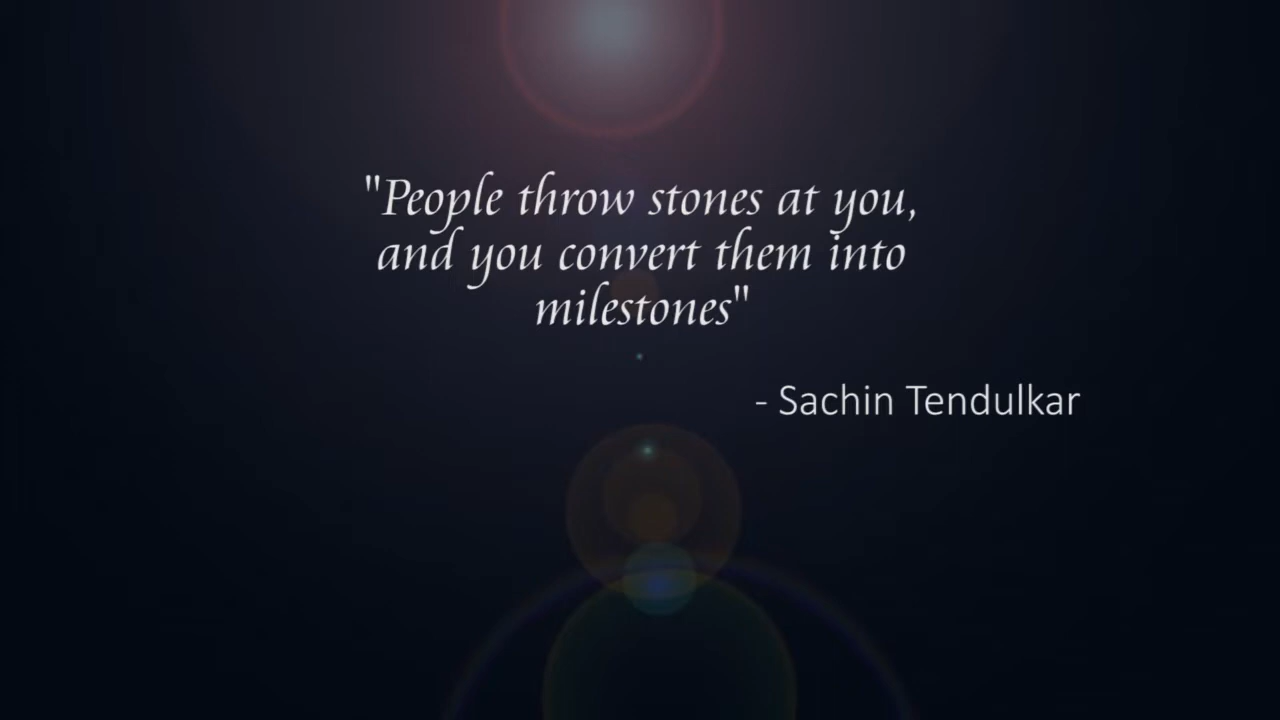 "People throw stones at you,
and you convert them into
milestones"
- Sachin Tendulkar